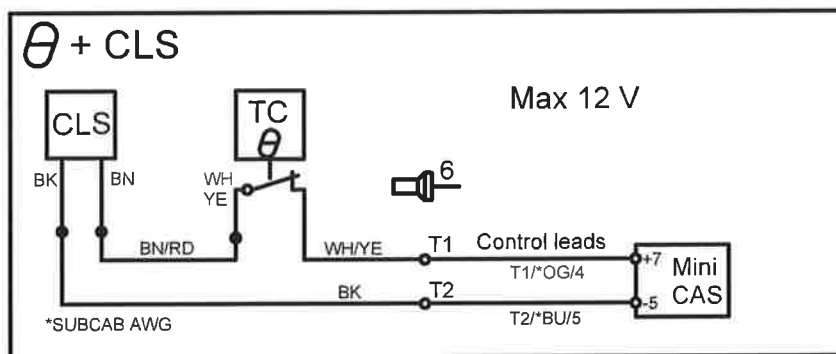 θ + CLS
Max 12 V
CLS
TC
θ
BK
BN
WH
YE
6
BN/RD
WH/YE
T1
Control leads
+7
Mini
CAS
T1/*OG/4
BK
T2
-5
T2/*BU/5
*SUBCAB AWG